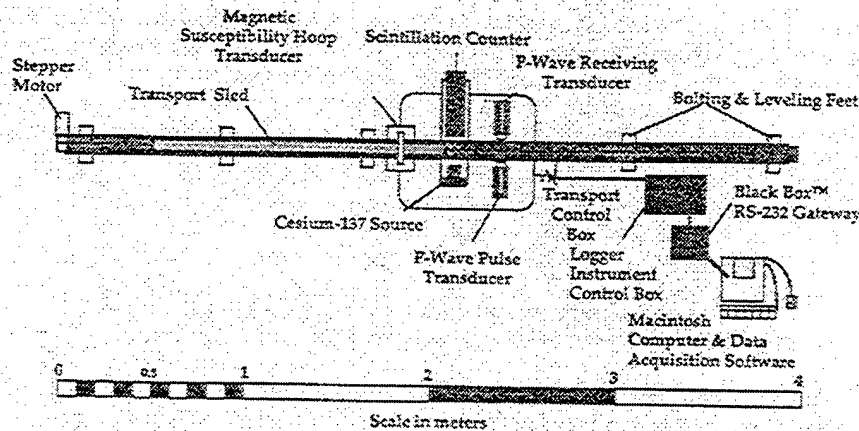 Magnetic
Susceptibility Hoop
Transducer
Scintillation Counter
P-Wave Receiving
Transducer
Stepper
Motor
Transport Sled
Bolting & Leveling Feet
Cesium-137 Source
P-Wave Pulse
Transducer
Transport
Control
Box
Logger
Instrument
Control Box
Black Box™
RS-232 Gateway
Macintosh
Computer & Data
Acquisition Software
0
0.5
1
2
3
4
Scale in meters